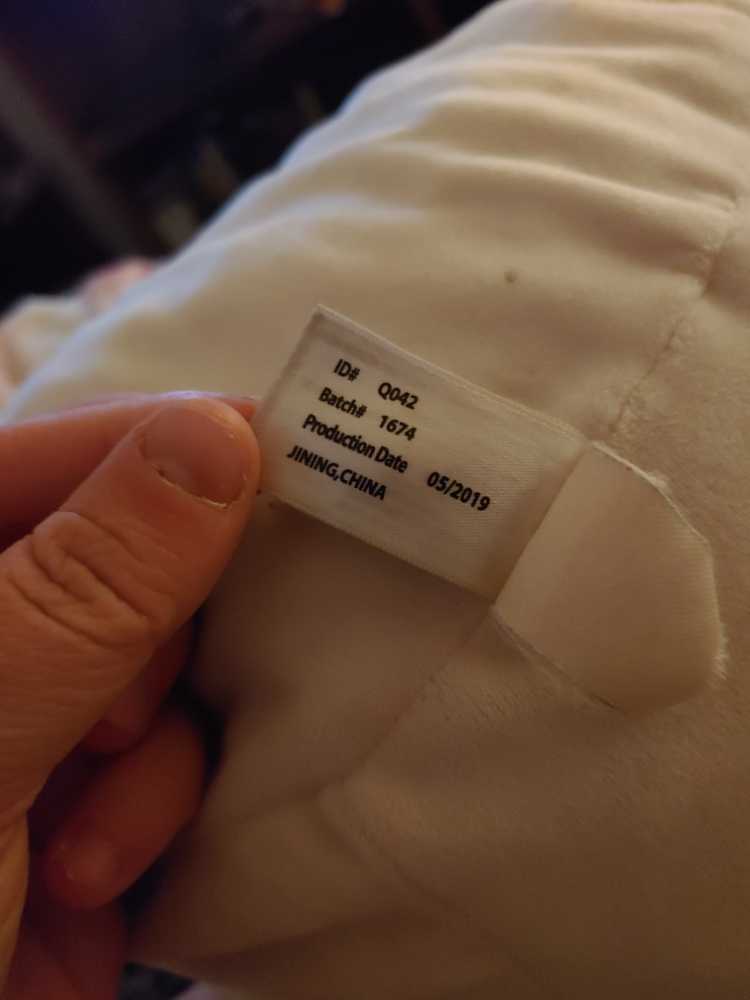 ID# Q042
Batch# 1674
Production Date 05/2019
JINING,CHINA